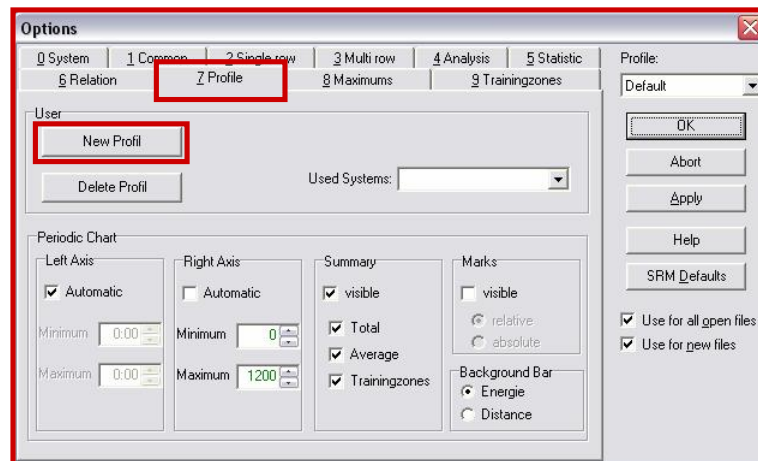 Options
0 System 1 Common 2 Single row 3 Multi row 4 Analysis 5 Statistic
6 Relation 7 Profile 8 Maximums 9 Trainingzones
User
New Profil
Delete Profil
Used Systems:
Periodic Chart
Left Axis
Automatic
Minimum 0:00
Maximum 0:00
Right Axis
Automatic
Minimum 0
Maximum 1200
Summary
visible
Total
Average
Trainingzones
Marks
visible
relative
absolute
Background Bar
Energie
Distance
Profile:
Default
OK
Abort
Apply
Help
SRM Defaults
Use for all open files
Use for new files